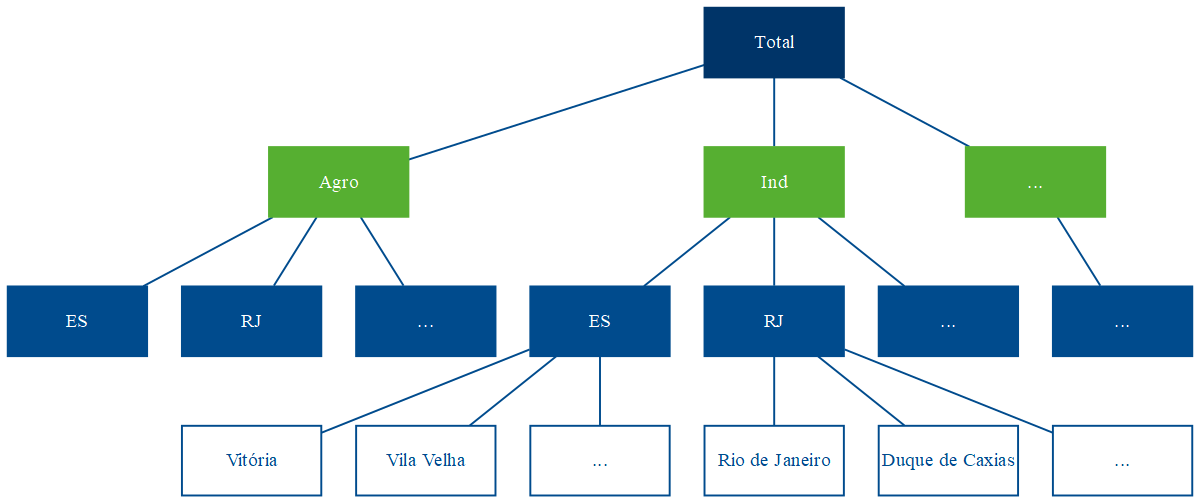 Total
Agro
Ind
...
ES
RJ
...
ES
RJ
...
...
Vitória
Vila Velha
...
Rio de Janeiro
Duque de Caxias
...